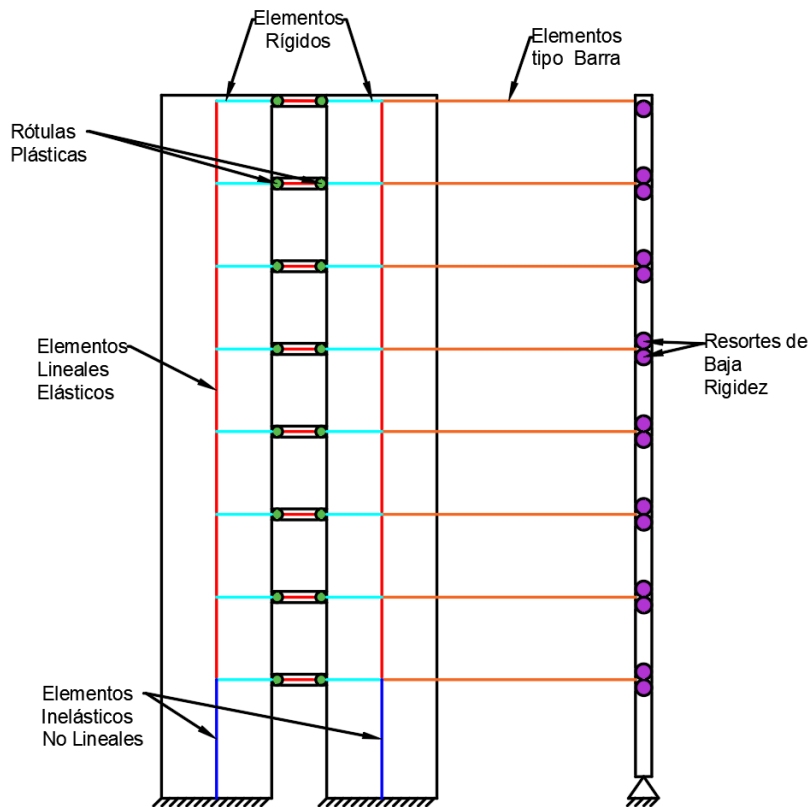 Elementos
Rígidos
Elementos
tipo Barra
Rótulas
Plásticas
Elementos
Lineales
Elásticos
Resortes de
Baja
Rigidez
Elementos
Inelásticos
No Lineales